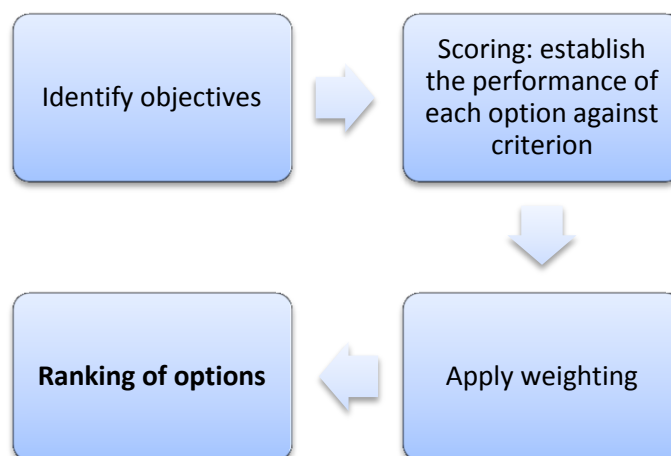 Identify objectives
Scoring: establish
the performance of
each option against
criterion
Apply weighting
Ranking of options